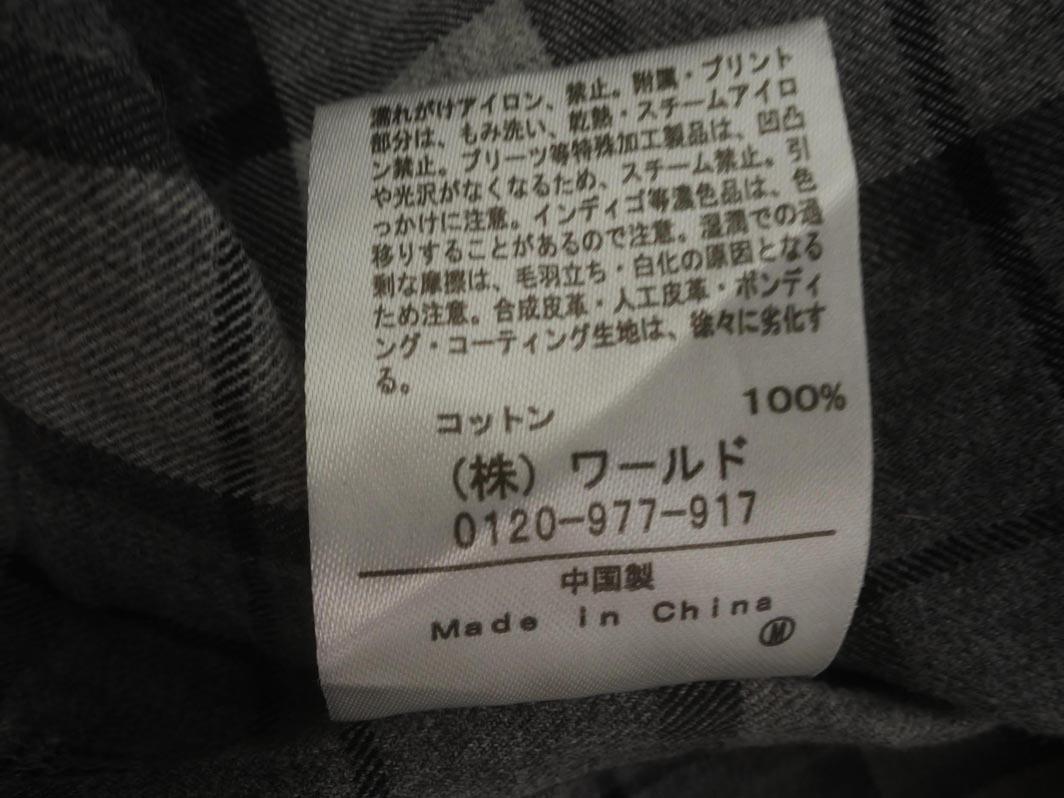 濡れがけアイロン、禁止。附属・プリント
部分は、もみ洗い、乾熱・スチームアイロ
ン禁止。プリーツ等特殊加工製品は、凹凸
や光沢がなくなるため、スチーム禁止。引
っかけに注意。インディゴ等濃色品は、色
移りすることがあるので注意。湿潤での過
剰な摩擦は、毛羽立ち・白化の原因となる
ため注意。合成皮革・人工皮革・ボンディ
ング・コーティング生地は、徐々に劣化す
る。
コットン 100%
(株)ワールド
0120-977-917
中国製
Made in China
M